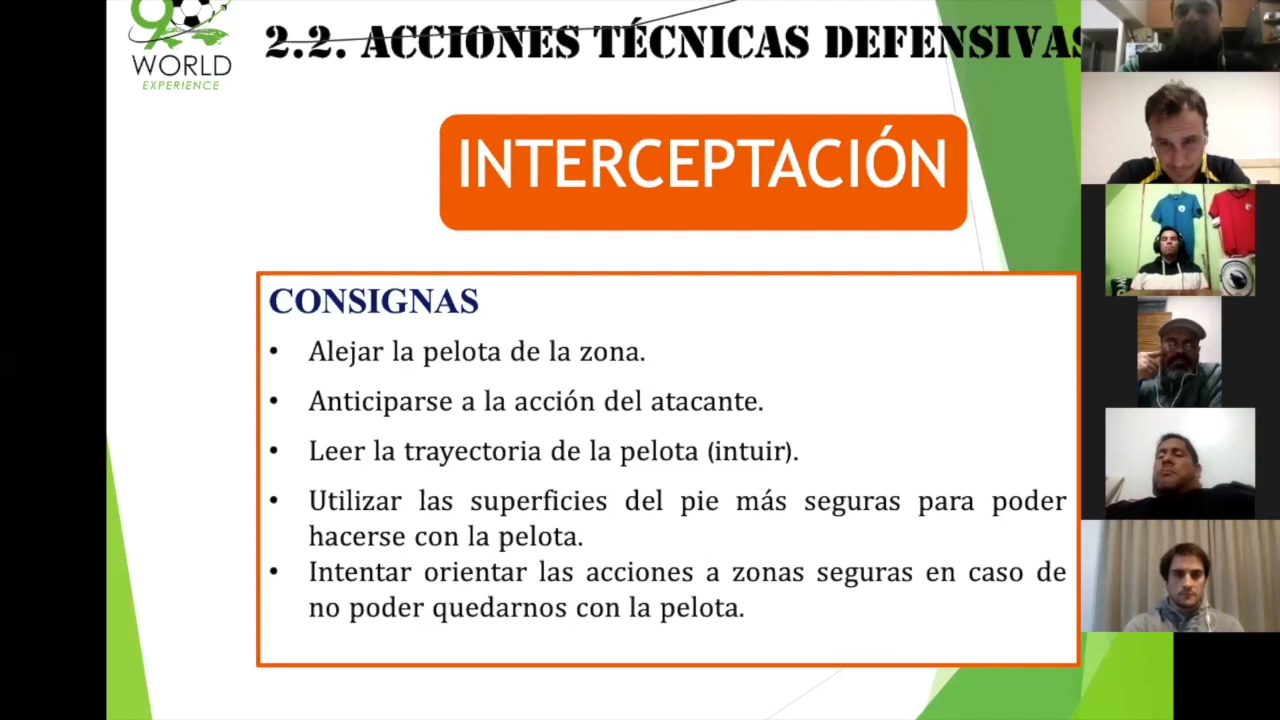 90
WORLD
EXPERIENCE
2.2. ACCIONES TÉCNICAS DEFENSIVAS
INTERCEPTACIÓN
CONSIGNAS
• Alejar la pelota de la zona.
• Anticiparse a la acción del atacante.
• Leer la trayectoria de la pelota (intuir).
• Utilizar las superficies del pie más seguras para poder
hacerse con la pelota.
• Intentar orientar las acciones a zonas seguras en caso de
no poder quedarnos con la pelota.